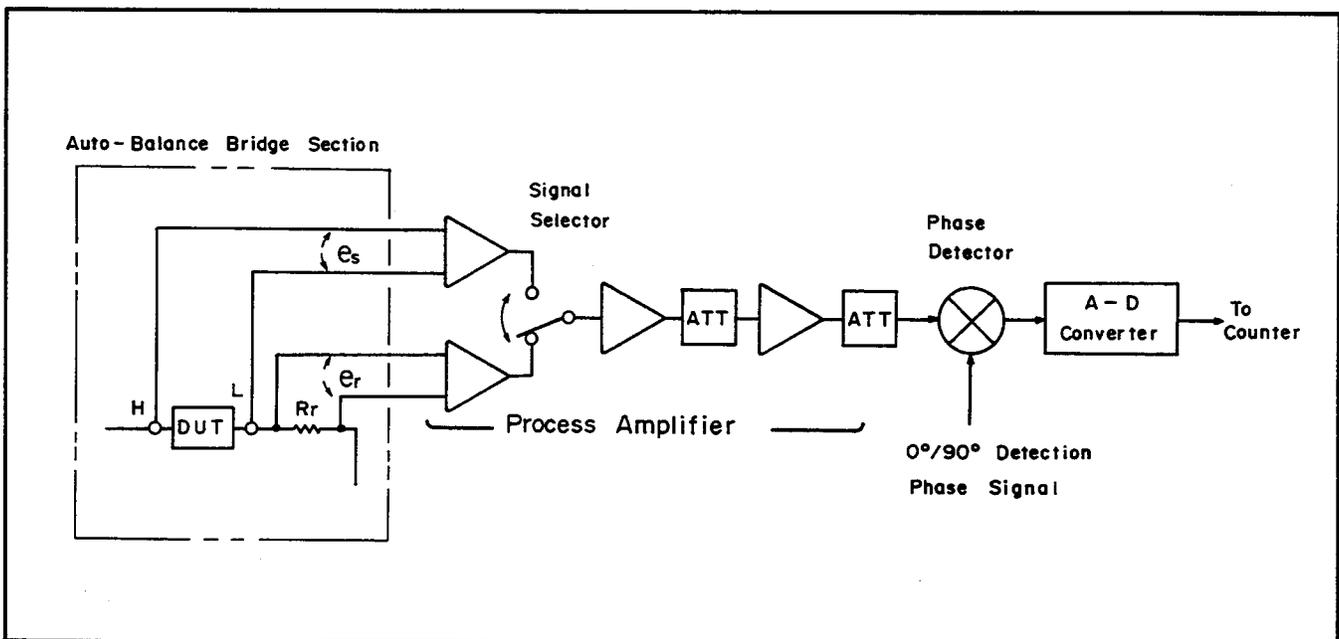 Auto-Balance Bridge Section
Signal
Selector
Phase
Detector
es
A-D
Converter
To
Counter
ATT
ATT
er
H
L
DUT
Rr
Process Amplifier
0°/90° Detection
Phase Signal